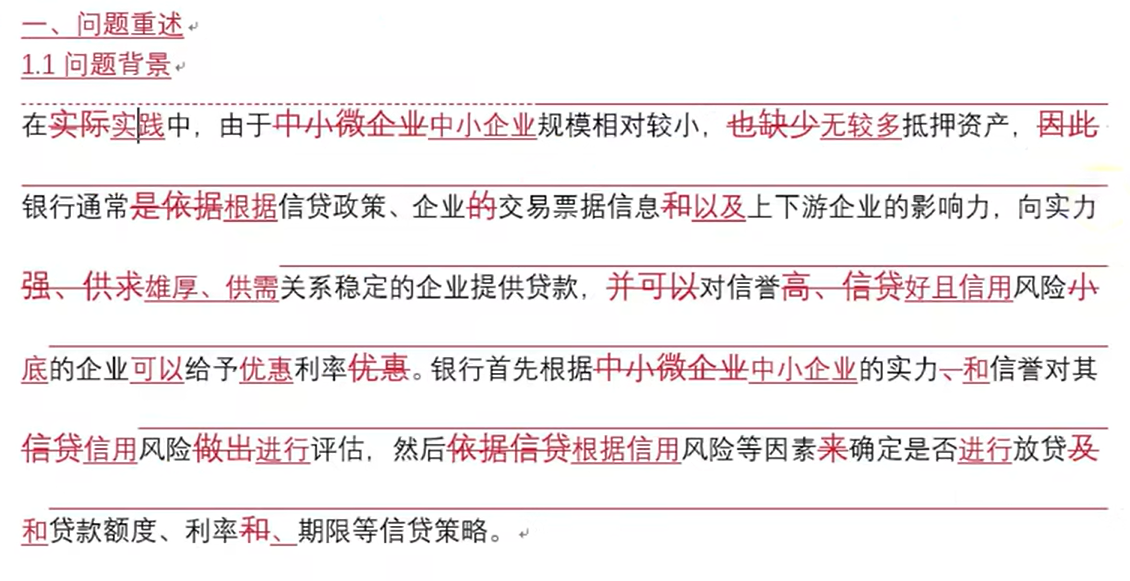 一、问题重述
1.1 问题背景
在实际实践中，由于中小微企业中小企业规模相对较小，也缺少无较多抵押资产，因此
银行通常是依据根据信贷政策、企业的交易票据信息和以及上下游企业的影响力，向实力
强、供求雄厚、供需关系稳定的企业提供贷款，并可以对信誉高、信贷好且信用风险小
底的企业可以给予优惠利率优惠。银行首先根据中小微企业中小企业的实力、和信誉对其
信贷信用风险做出进行评估，然后依据信贷根据信用风险等因素来确定是否进行放贷及
和贷款额度、利率和、期限等信贷策略。